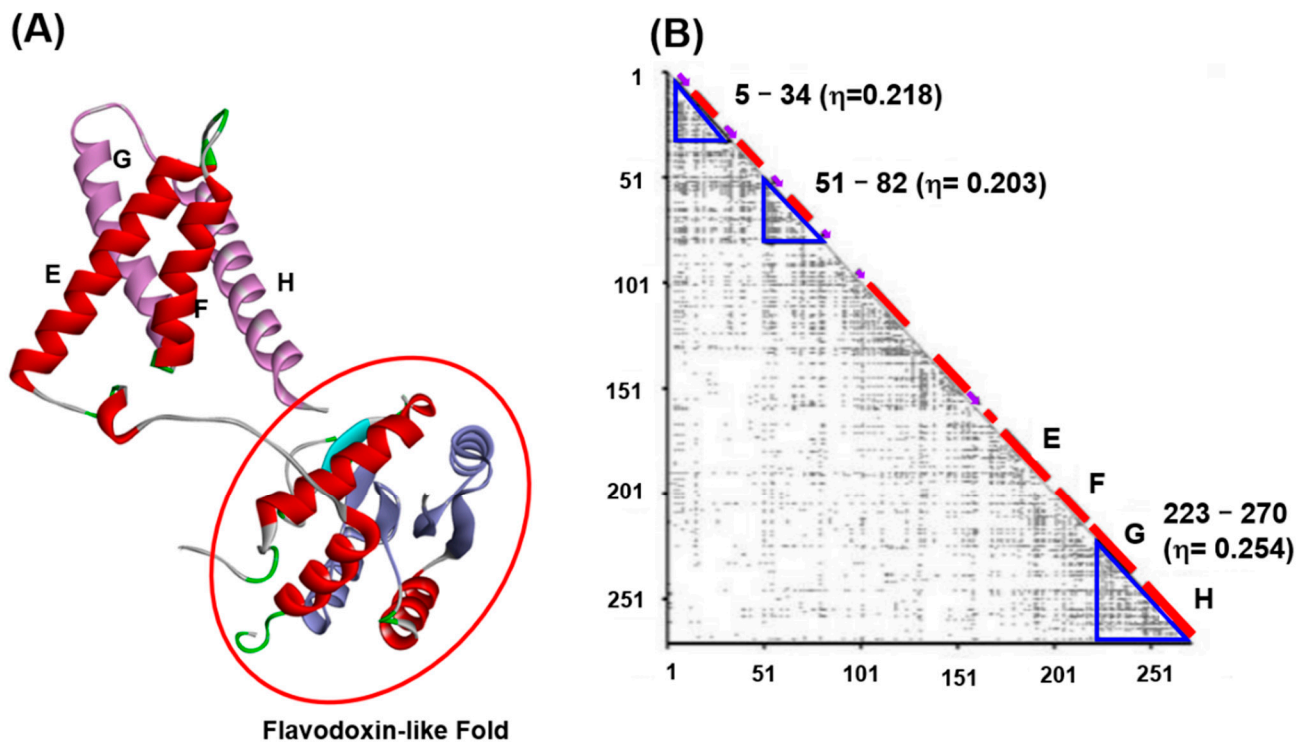 (A)
G
E
F
H
Flavodoxin-like Fold
(B)
1
5 – 34 (η=0.218)
51
51 – 82 (η= 0.203)
101
151
E
201
F
223 – 270
G
(η= 0.254)
251
H
1 51 101 151 201 251